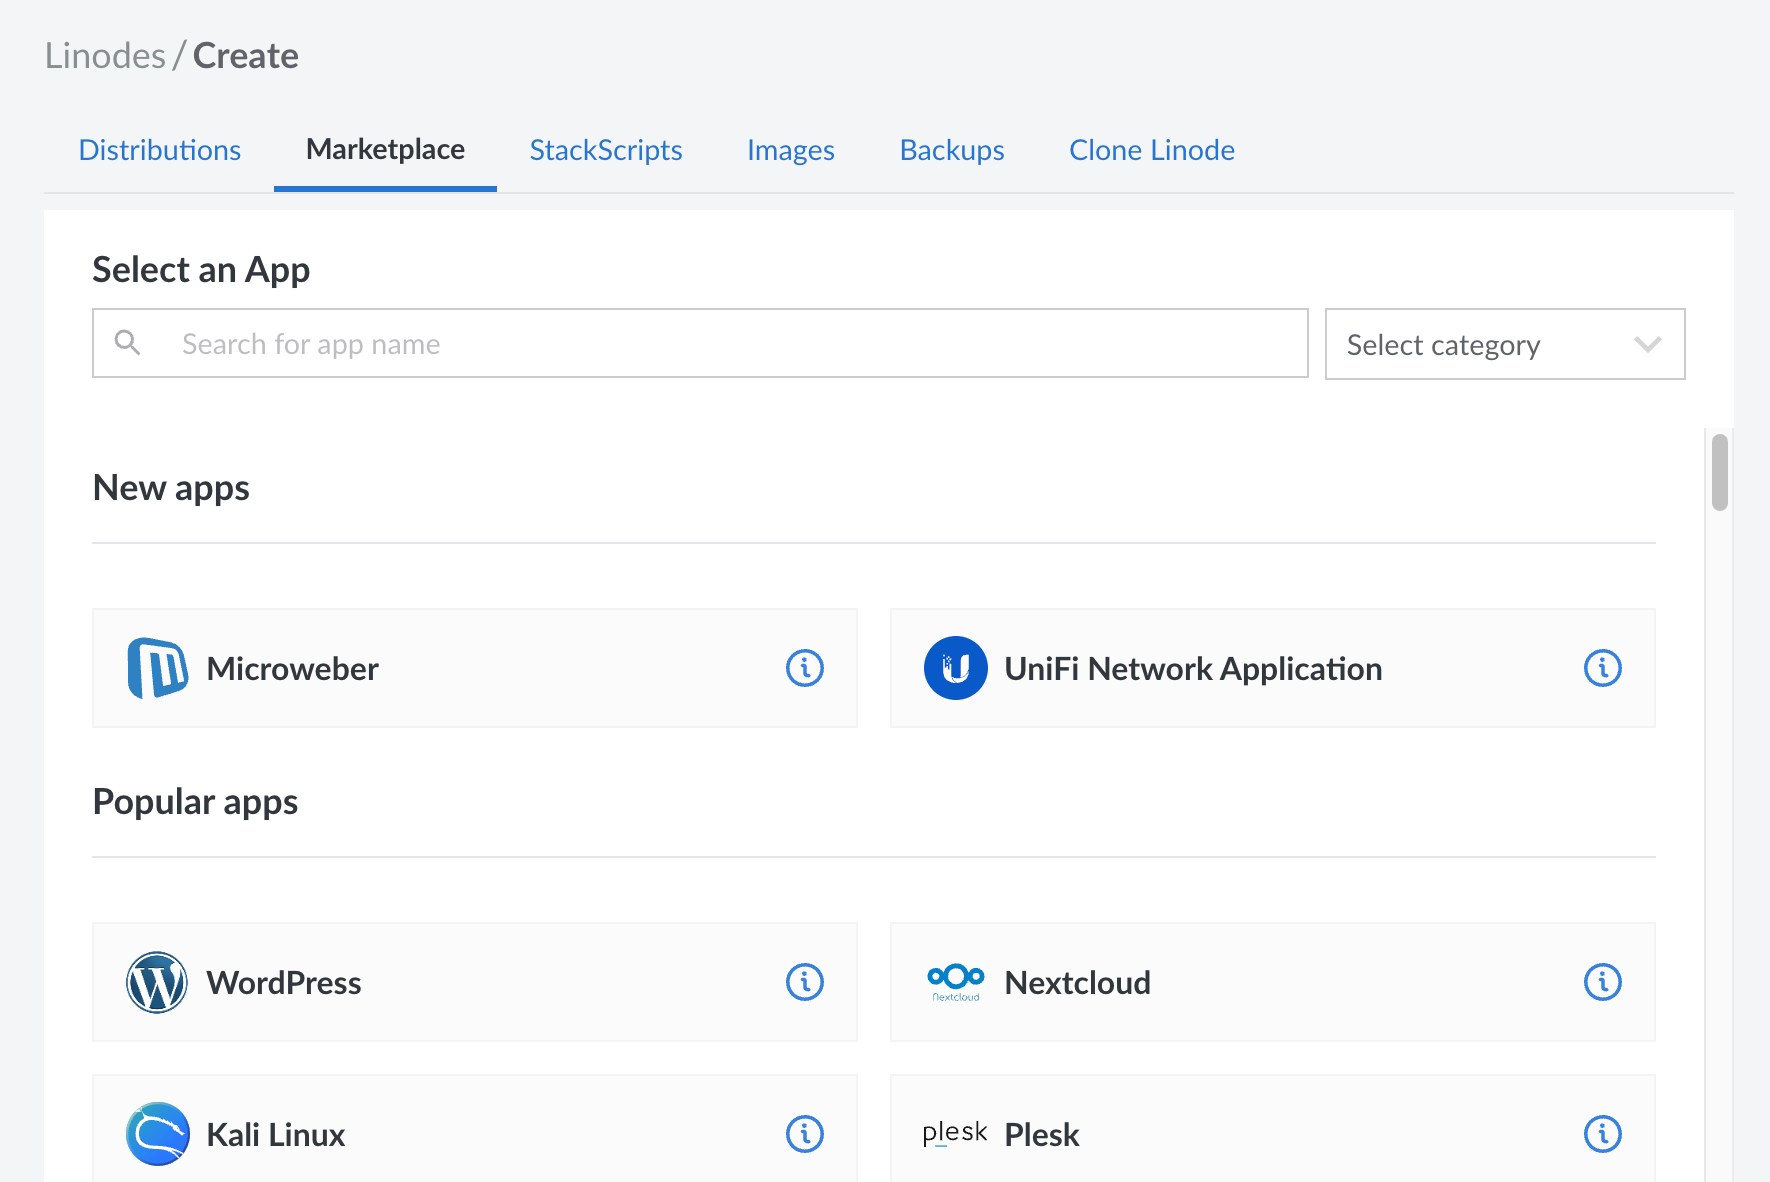 Linodes / Create
Distributions Marketplace StackScripts Images Backups Clone Linode
Select an App
Search for app name Select category
New apps
Microweber UniFi Network Application
Popular apps
WordPress Nextcloud Nextcloud
Kali Linux plesk Plesk